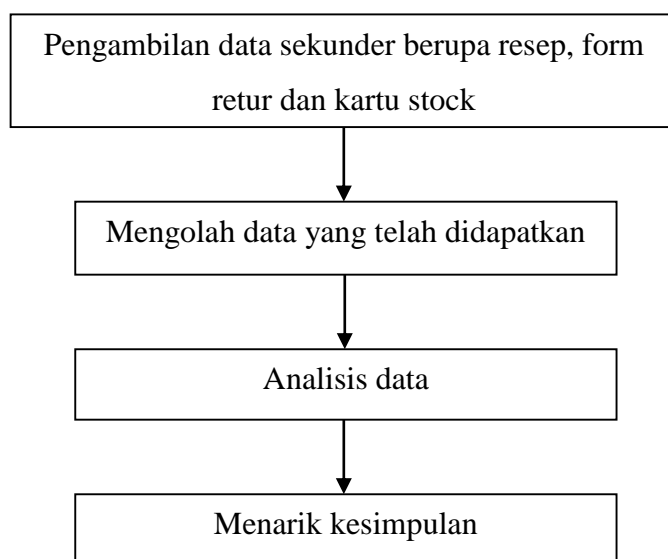 Pengambilan data sekunder berupa resep, form
retur dan kartu stock
Mengolah data yang telah didapatkan
Analisis data
Menarik kesimpulan